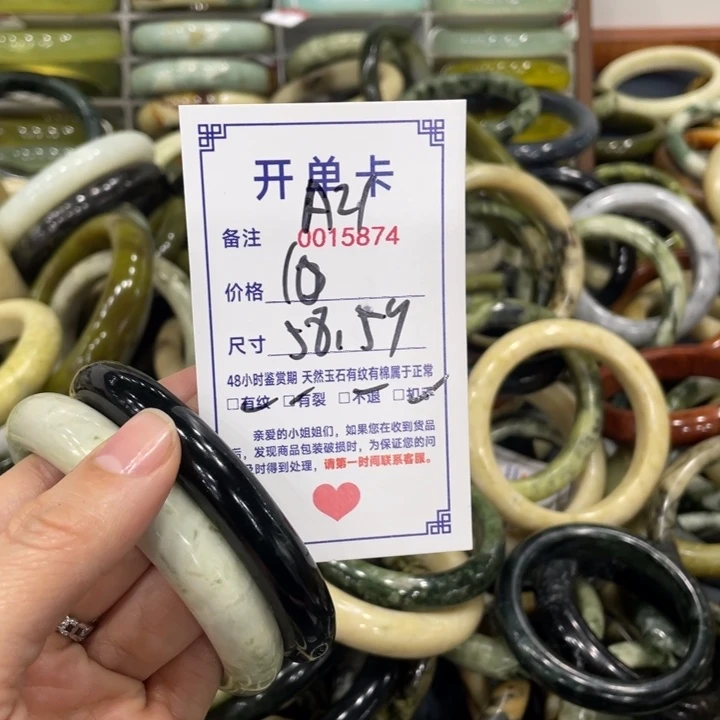 开单卡
A24
备注 0015874
价格 10
尺寸 58.59
48小时鉴赏期 天然玉石有纹有棉属于正常
□有纹 □有裂 □不退 □
亲爱的小姐姐们，如果您在收到货品
后，发现商品包装破损时，为保证您的问
及时得到处理，请第一时间联系客服。